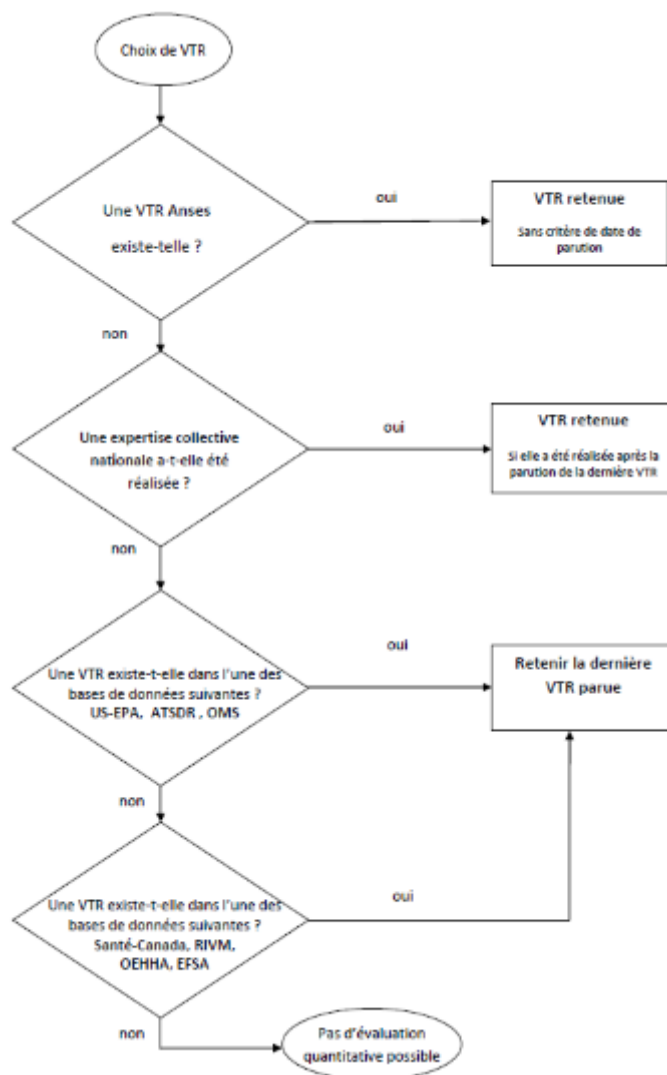 Choix de VTR
Une VTR Anses
existe-telle ?
oui
VTR retenue
Sans critère de date de
parution
non
Une expertise collective
nationale a-t-elle été
réalisée ?
oui
VTR retenue
Si elle a été réalisée après la
parution de la dernière VTR
non
Une VTR existe-t-elle dans l'une des
bases de données suivantes ?
US-EPA, ATSDR , OMS
oui
Retenir la dernière
VTR parue
non
Une VTR existe-t-elle dans l'une des
bases de données suivantes ?
Santé-Canada, RIVM,
OEHHA, EFSA
oui
non
Pas d'évaluation
quantitative possible